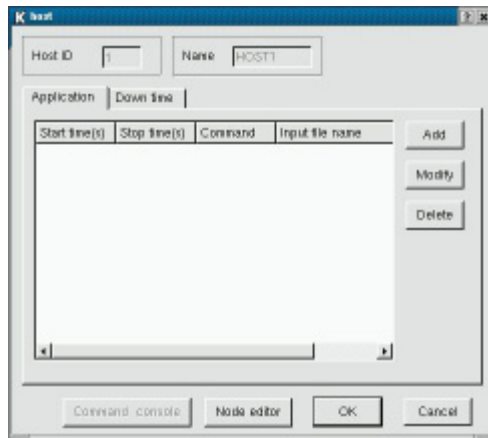 host
Host ID 1 Name HOST1
Application Down time
Start time(s) Stop time(s) Command Input file name
Add
Modify
Delete
Command console Node editor OK Cancel